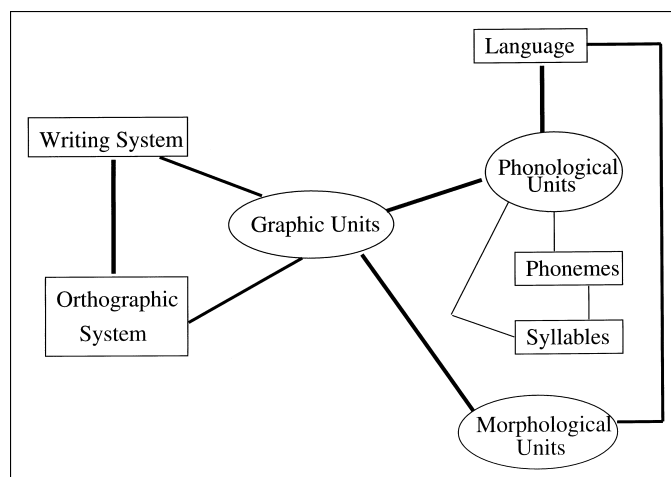 Language
Writing System
Phonological
Units
Graphic Units
Phonemes
Orthographic
System
Syllables
Morphological
Units